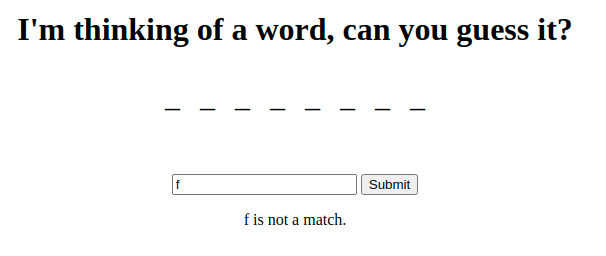 I'm thinking of a word, can you guess it?
_ _ _ _ _ _ _ _
f Submit
f is not a match.